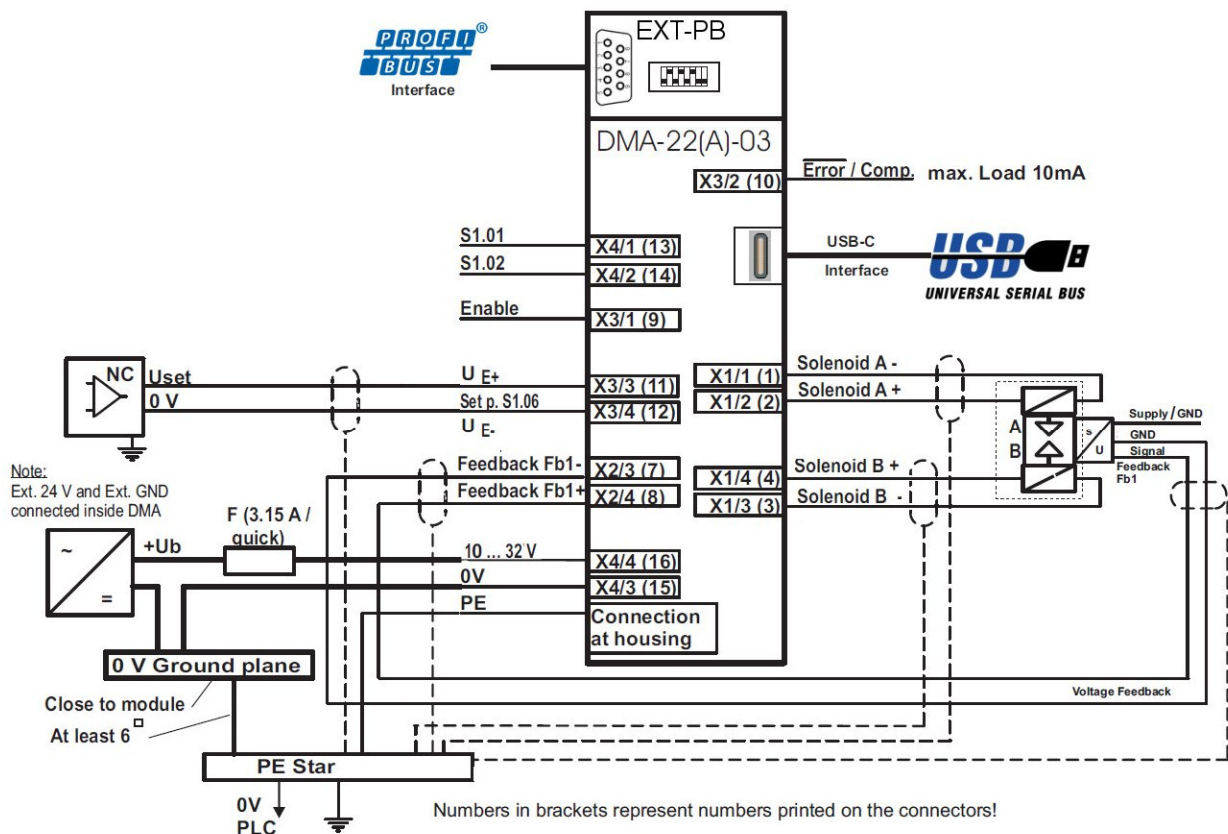 PROFI®
BUS
Interface
EXT-PB
DMA-22(A)-03
X3/2 (10)
Error / Comp.
max. Load 10mA
S1.01
X4/1 (13)
S1.02
X4/2 (14)
USB-C
Interface
USB
UNIVERSAL SERIAL BUS
Enable
X3/1 (9)
NC
Uset
0 V
U E+
X3/3 (11)
Set p. S1.06
X3/4 (12)
U E-
X1/1 (1)
Solenoid A -
X1/2 (2)
Solenoid A +
A
B
S
U
Supply / GND
GND
Signal
Feedback
Fb1
Feedback Fb1-
X2/3 (7)
Feedback Fb1+
X2/4 (8)
X1/4 (4)
Solenoid B +
X1/3 (3)
Solenoid B -
Note:
Ext. 24 V and Ext. GND
connected inside DMA
~
=
+Ub
F (3.15 A /
quick)
10 ... 32 V
X4/4 (16)
0V
X4/3 (15)
PE
Connection
at housing
0 V Ground plane
Close to module
At least 6 □
Voltage Feedback
PE Star
0V
PLC
Numbers in brackets represent numbers printed on the connectors!